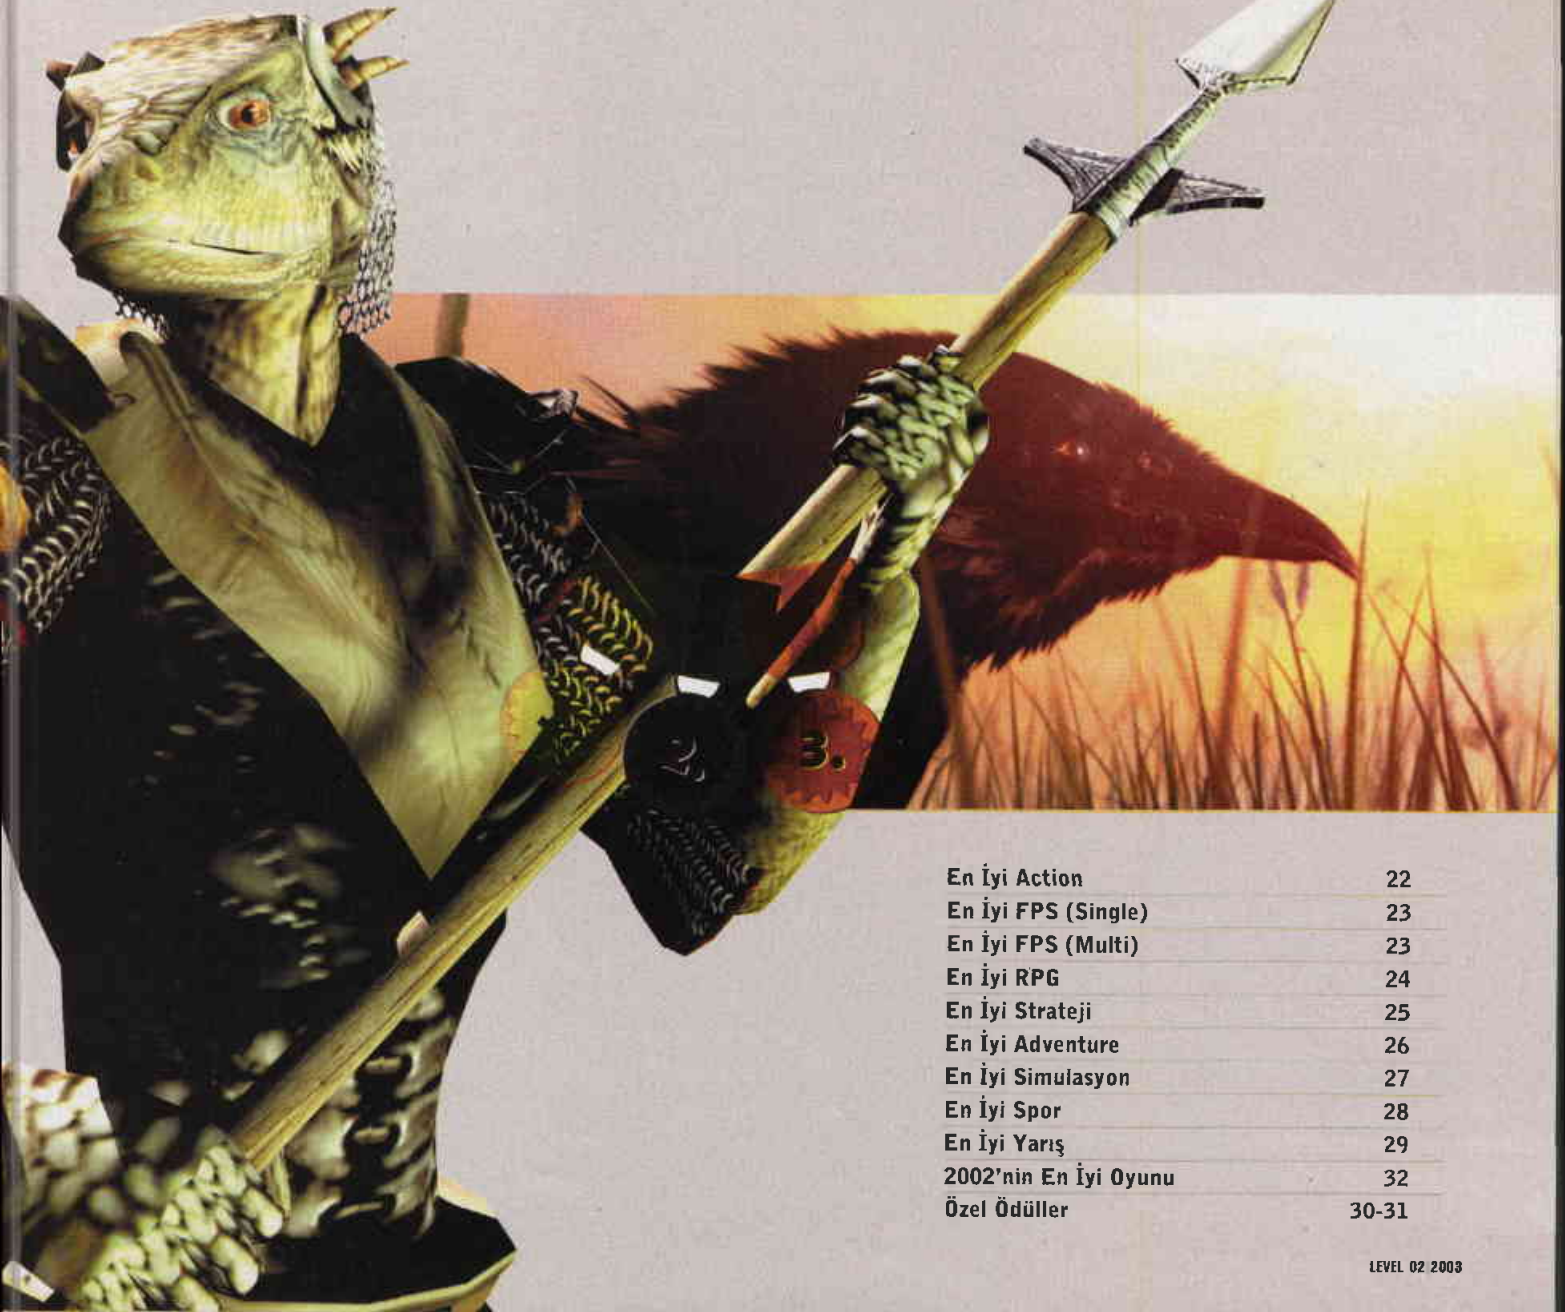 2.
3.
En İyi Action 22
En İyi FPS (Single) 23
En İyi FPS (Multi) 23
En İyi RPG 24
En İyi Strateji 25
En İyi Adventure 26
En İyi Simulasyon 27
En İyi Spor 28
En İyi Yarış 29
2002'nin En İyi Oyunu 32
Özel Ödüller 30-31
LEVEL 02 2003